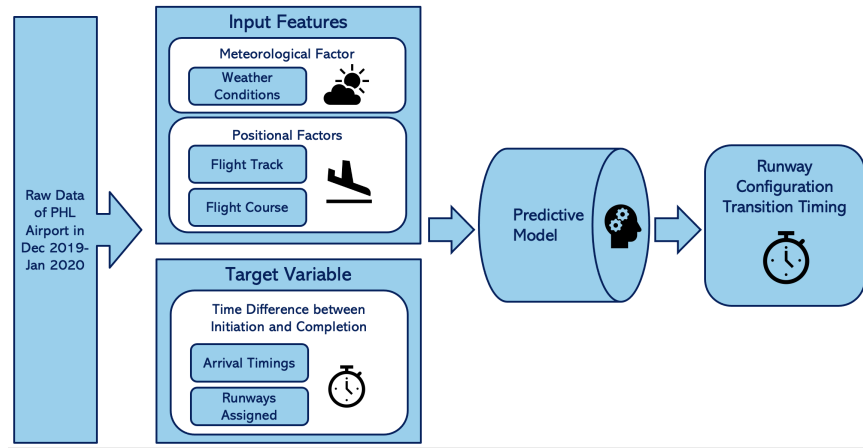 Raw Data
of PHL
Airport in
Dec 2019-
Jan 2020
Input Features
Meteorological Factor
Weather
Conditions
Positional Factors
Flight Track
Flight Course
Target Variable
Time Difference between
Initiation and Completion
Arrival Timings
Runways
Assigned
Predictive
Model
Runway
Configuration
Transition Timing